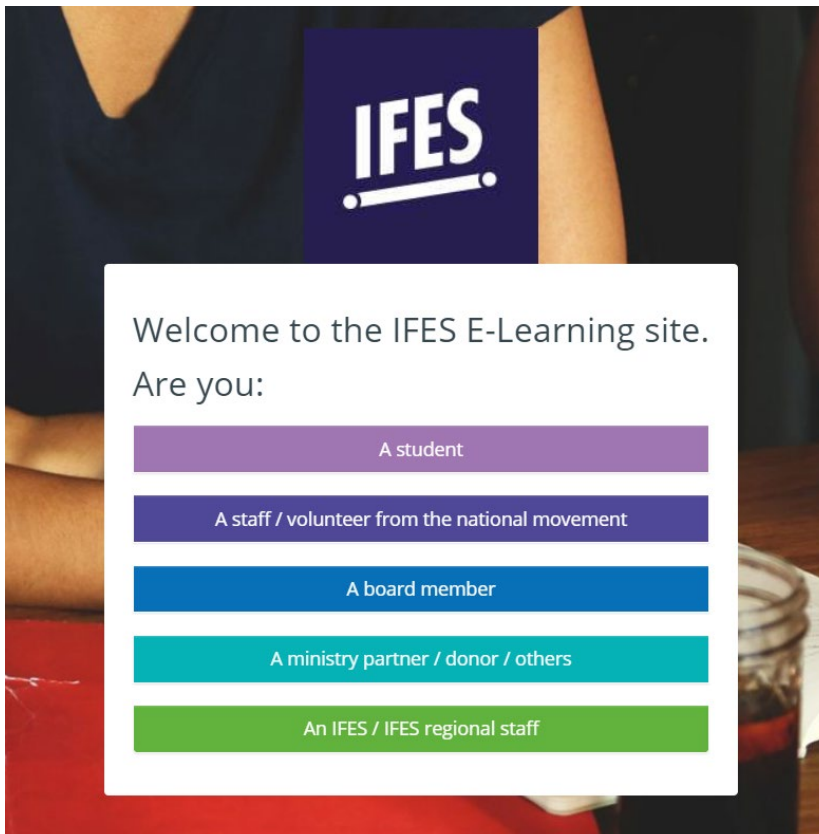 IFES
Welcome to the IFES E-Learning site.
Are you:
A student
A staff / volunteer from the national movement
A board member
A ministry partner / donor / others
An IFES / IFES regional staff